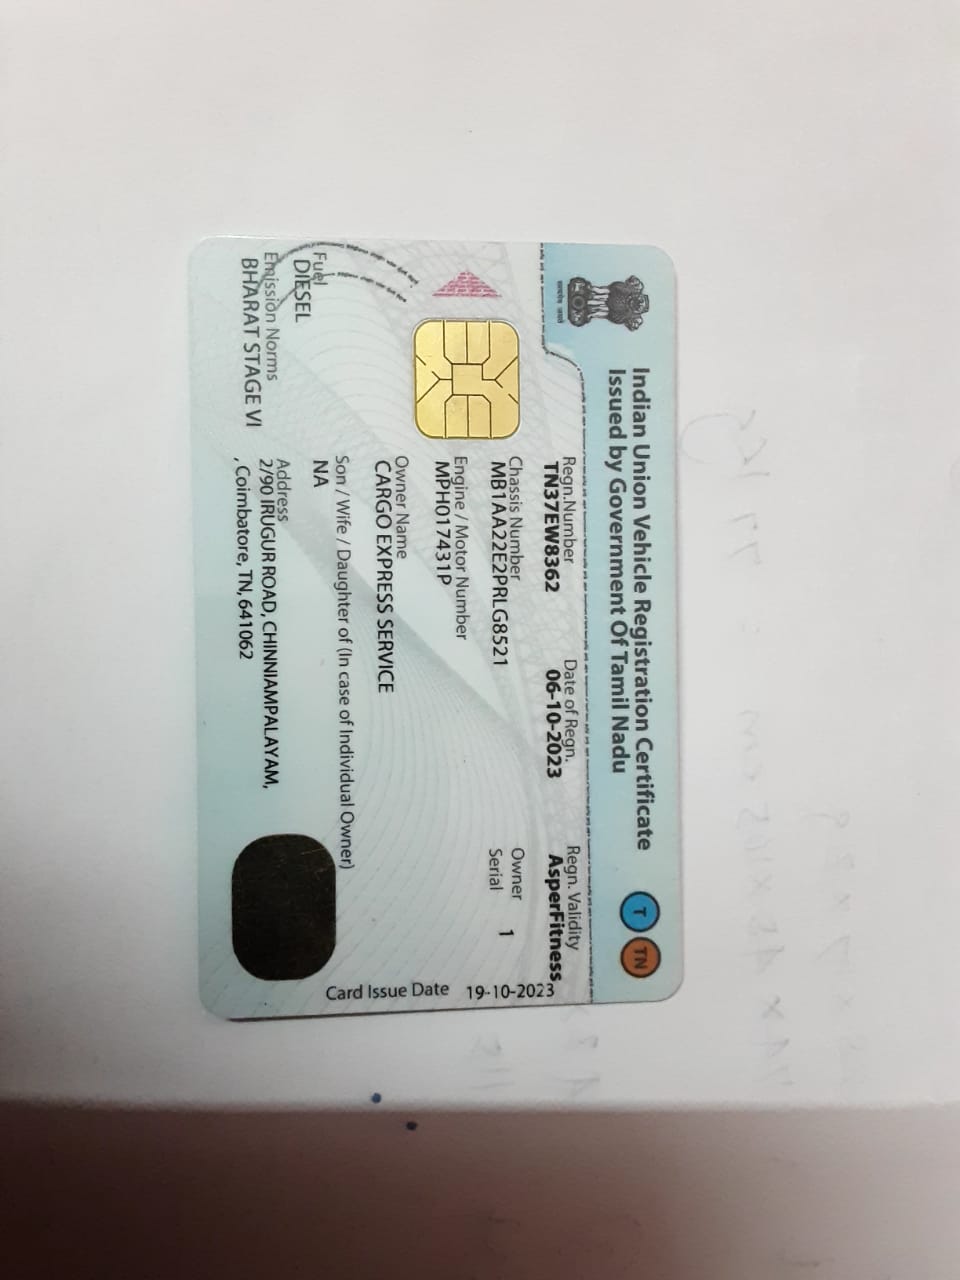 Indian Union Vehicle Registration Certificate
Issued by Government Of Tamil Nadu
T TN
Regn.Number Date of Regn. Regn. Validity
TN37EW8362 06-10-2023 AsperFitness
Chassis Number Owner
MB1AA22E2PRLG8521 Serial 1
Engine / Motor Number
MPH017431P
Owner Name
CARGO EXPRESS SERVICE
Son / Wife / Daughter of (In case of Individual Owner)
NA
Fuel
DIESEL
Emission Norms
BHARAT STAGE VI
Address
2/90 IRUGUR ROAD, CHINNIAMPALAYAM,
, Coimbatore, TN, 641062
Card Issue Date 19-10-2023